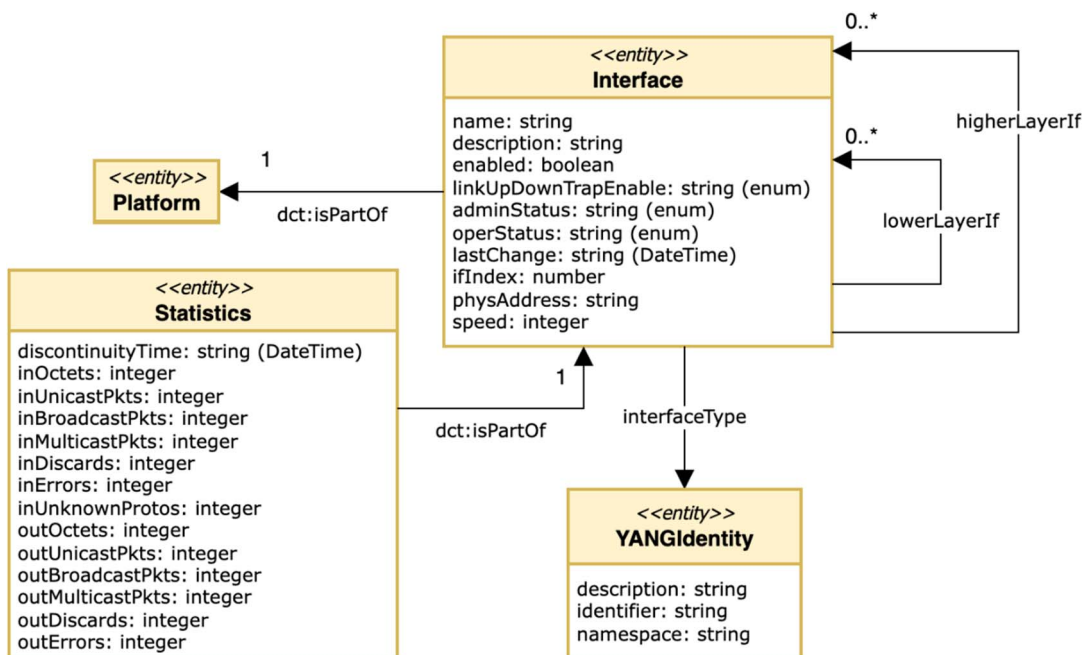 0..*
<<entity>>
Interface
name: string
description: string
enabled: boolean
linkUpDownTrapEnable: string (enum)
adminStatus: string (enum)
operStatus: string (enum)
lastChange: string (DateTime)
ifIndex: number
physAddress: string
speed: integer
higherLayerIf
0..*
lowerLayerIf
1
<<entity>>
Platform
dct:isPartOf
<<entity>>
Statistics
discontinuityTime: string (DateTime)
inOctets: integer
inUnicastPkts: integer
inBroadcastPkts: integer
inMulticastPkts: integer
inDiscards: integer
inErrors: integer
inUnknownProtos: integer
outOctets: integer
outUnicastPkts: integer
outBroadcastPkts: integer
outMulticastPkts: integer
outDiscards: integer
outErrors: integer
1
dct:isPartOf
interfaceType
<<entity>>
YANGIdentity
description: string
identifier: string
namespace: string